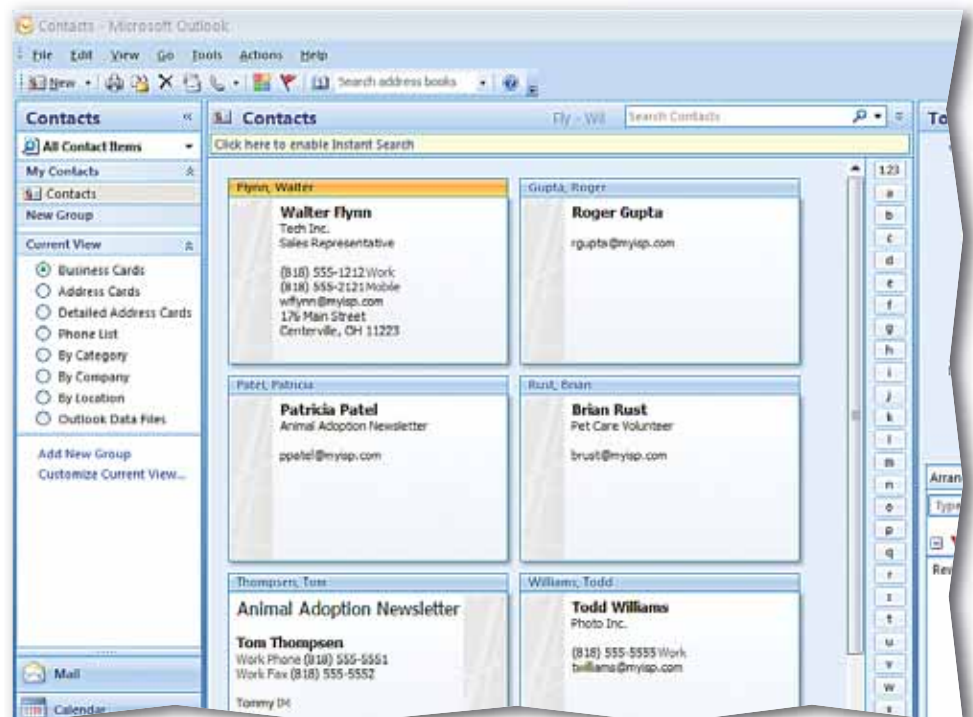 Contacts - Microsoft Outlook
File Edit View Go Tools Actions Help
New Search address books
Contacts «
All Contact Items
My Contacts
Contacts
New Group
Current View
Business Cards
Address Cards
Detailed Address Cards
Phone List
By Category
By Company
By Location
Outlook Data Files
Add New Group
Customize Current View...
Mail
Calendar
Contacts Fly - Wil Search Contacts
Click here to enable Instant Search
Flynn, Walter
Walter Flynn
Tech Inc.
Sales Representative
(818) 555-1212 Work
(818) 555-2121 Mobile
wflynn@myisp.com
176 Main Street
Centerville, OH 11223
Gupta, Roger
Roger Gupta
rgupta@myisp.com
Patel, Patricia
Patricia Patel
Animal Adoption Newsletter
ppatel@myisp.com
Rust, Brian
Brian Rust
Pet Care Volunteer
brust@myisp.com
Thompsen, Tom
Animal Adoption Newsletter
Tom Thompsen
Work Phone (818) 555-5551
Work Fax (818) 555-5552
Tommy IM
Williams, Todd
Todd Williams
Photo Inc.
(818) 555-5555 Work
twilliams@myisp.com
123
a
b
c
d
e
f
g
h
i
j
k
l
m
n
o
p
q
r
s
t
u
v
w
x
To
Arran
Type